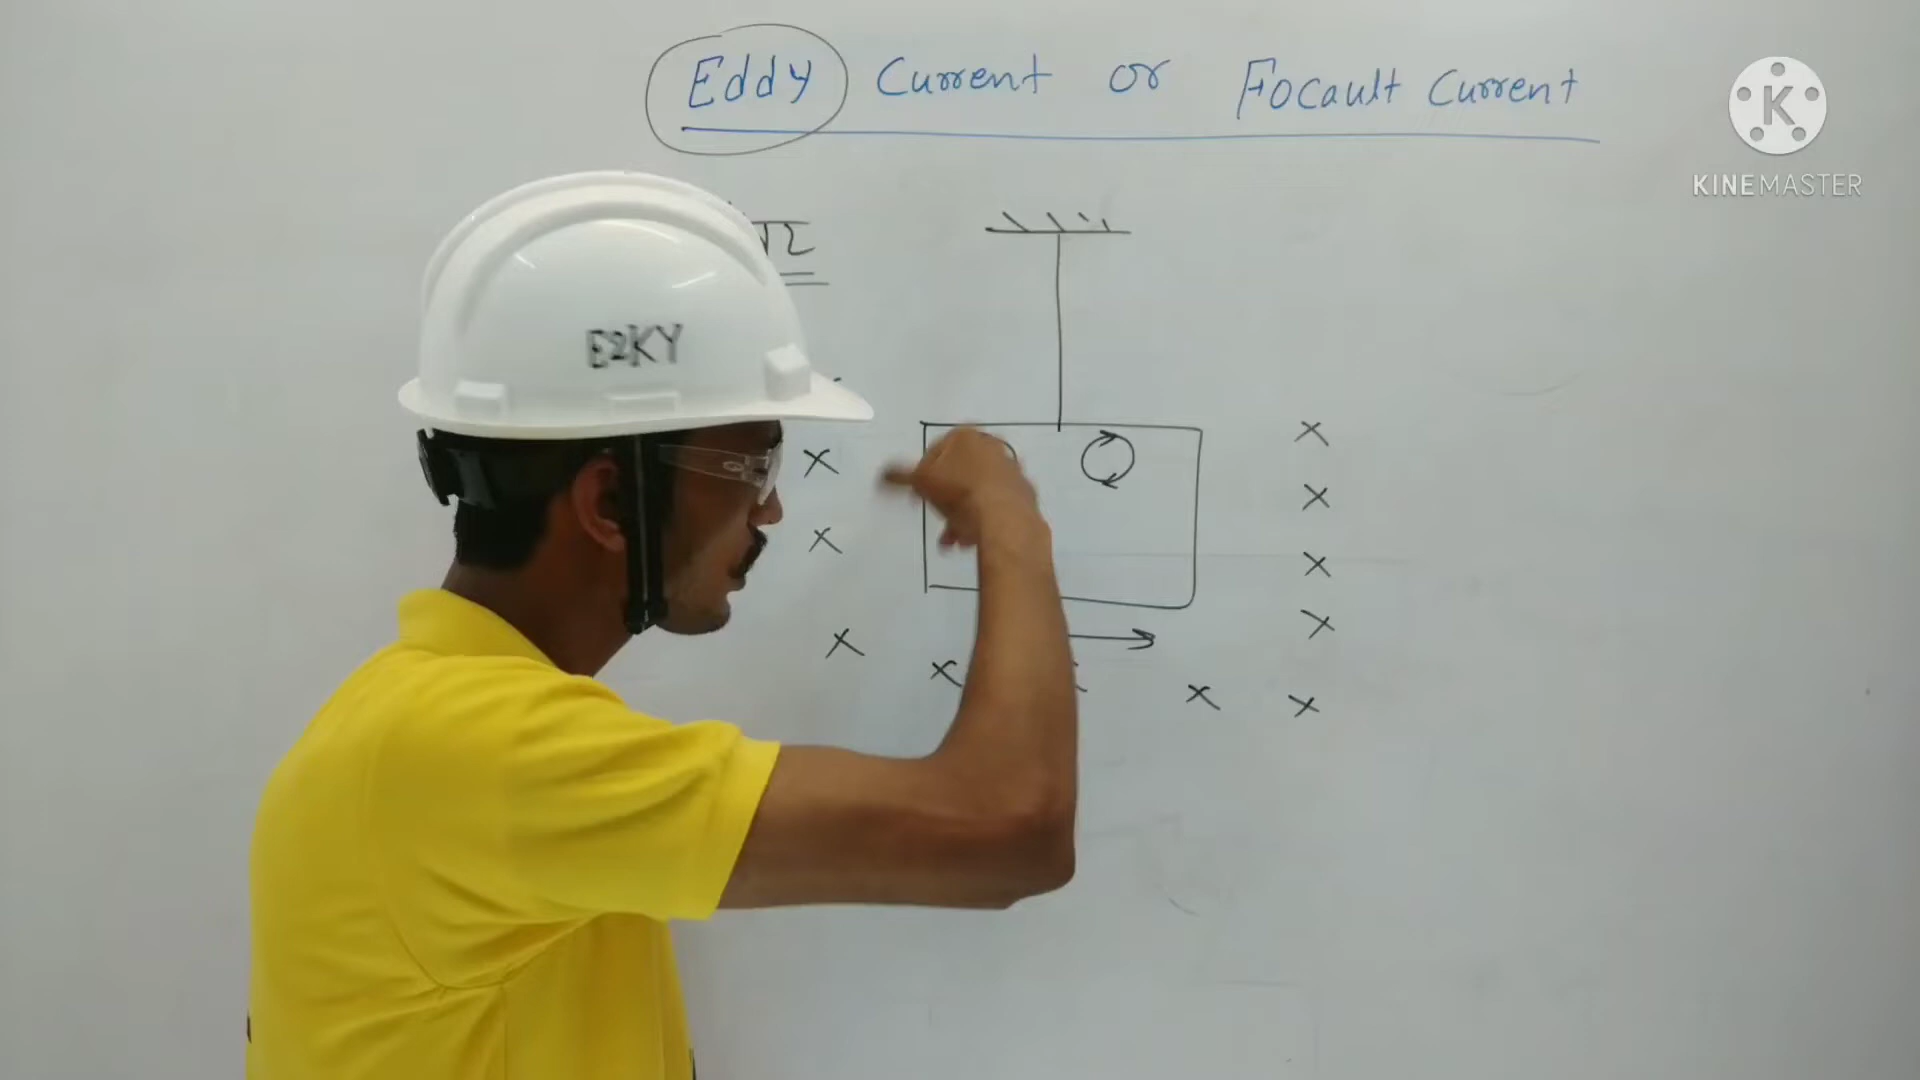 Eddy Current or Focault Current
K
KINEMASTER
E2KY
x
x x
x
x x
x
x x
x x